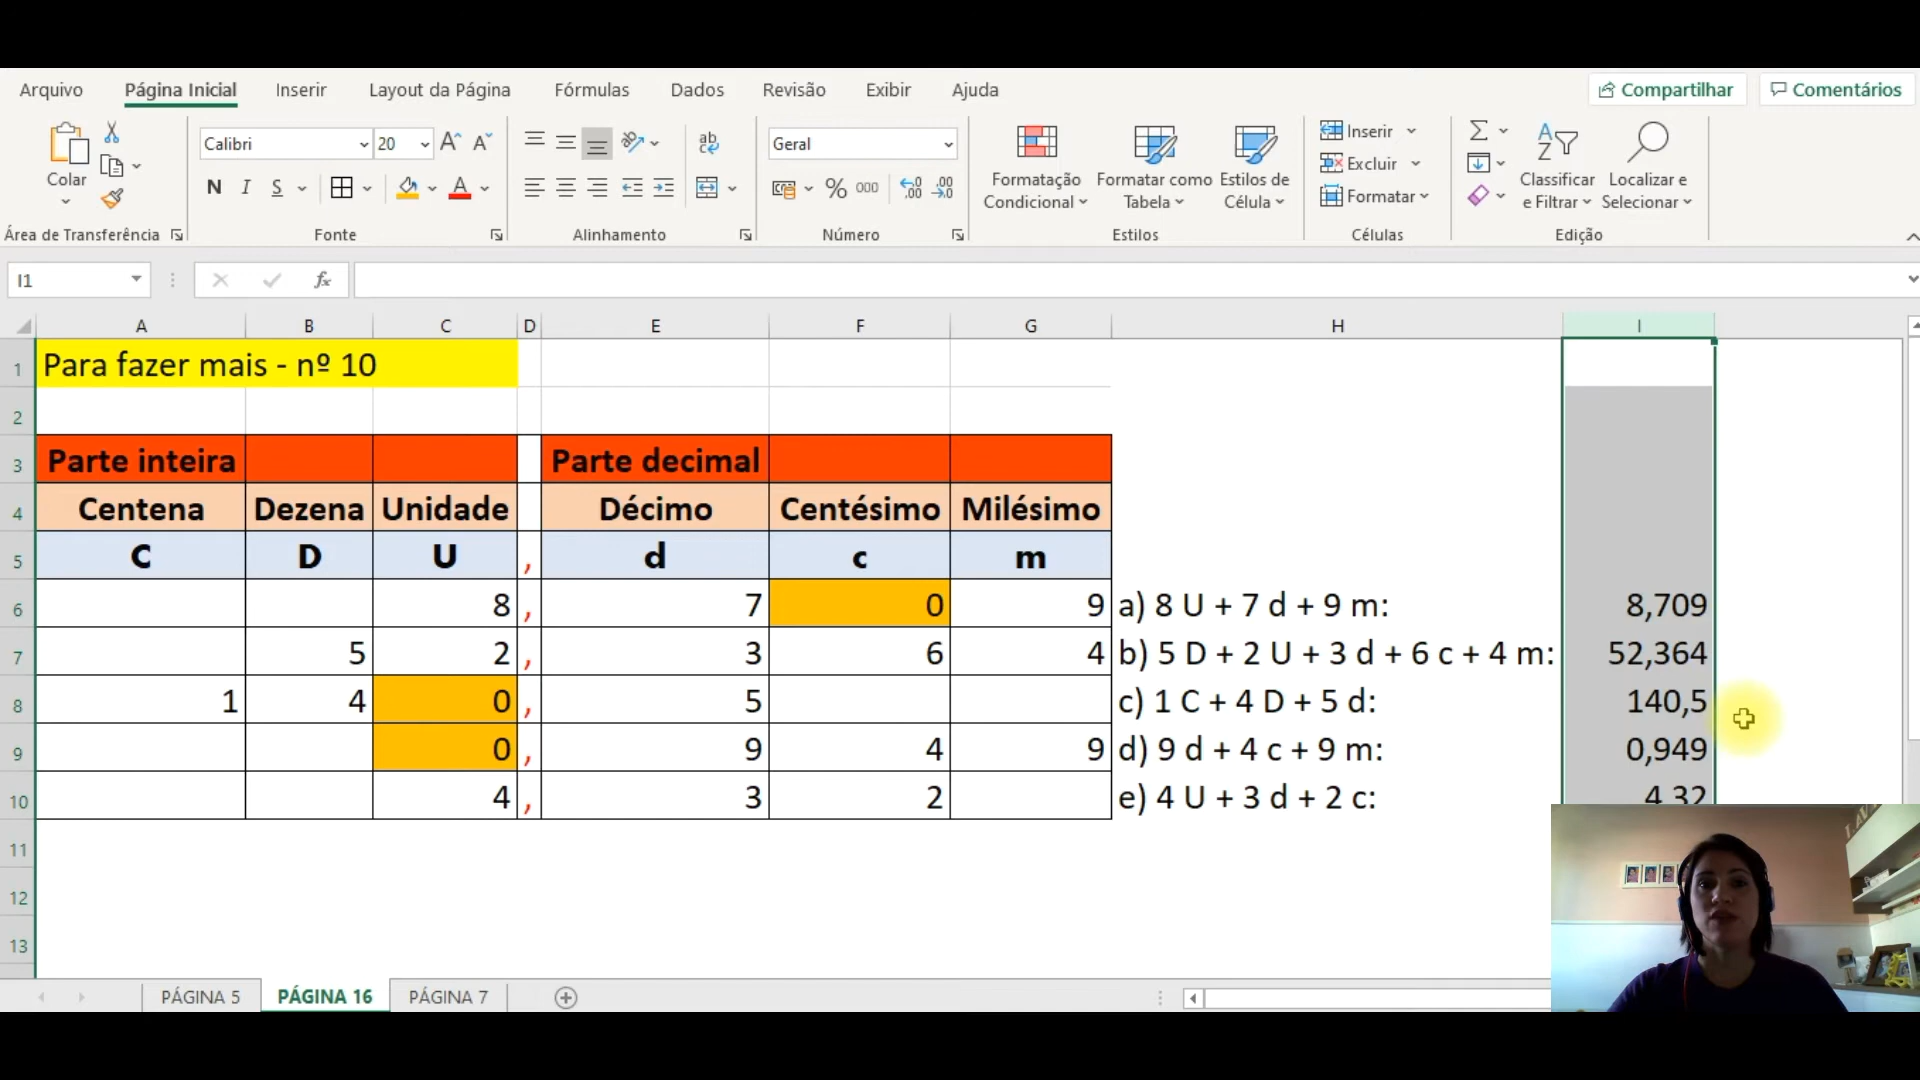 Arquivo Página Inicial Inserir Layout da Página Fórmulas Dados Revisão Exibir Ajuda Compartilhar Comentários
Colar
Calibri 20
N I S
Geral
% 000
Formatação Condicional
Formatar como Tabela
Estilos de Célula
Inserir
Excluir
Formatar
Classificar e Filtrar
Localizar e Selecionar
Área de Transferência Fonte Alinhamento Número Estilos Células Edição
I1 fx
A B C D E F G H I
1 Para fazer mais - nº 10
2
3 Parte inteira Parte decimal
4 Centena Dezena Unidade Décimo Centésimo Milésimo
5 C D U , d c m
6 8 , 7 0 9 a) 8 U + 7 d + 9 m: 8,709
7 5 2 , 3 6 4 b) 5 D + 2 U + 3 d + 6 c + 4 m: 52,364
8 1 4 0 , 5 c) 1 C + 4 D + 5 d: 140,5
9 0 , 9 4 9 d) 9 d + 4 c + 9 m: 0,949
10 4 , 3 2 e) 4 U + 3 d + 2 c: 4,32
11
12
13
PÁGINA 5 PÁGINA 16 PÁGINA 7